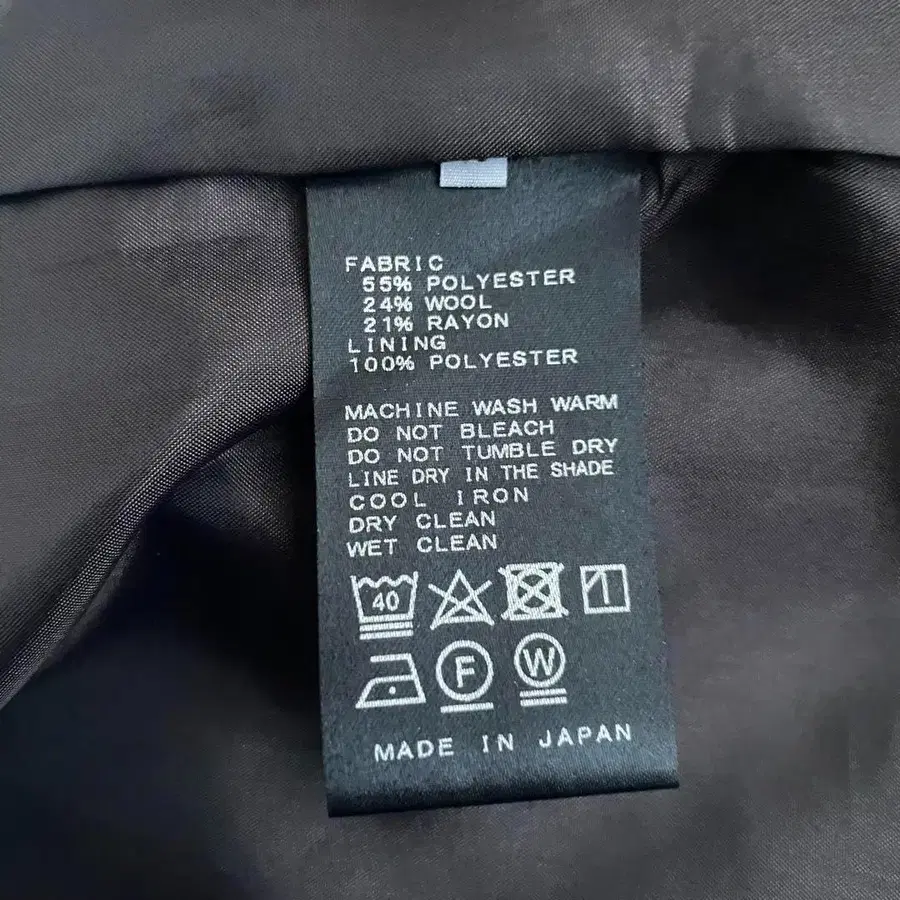 FABRIC
55% POLYESTER
24% WOOL
21% RAYON
LINING
100% POLYESTER
MACHINE WASH WARM
DO NOT BLEACH
DO NOT TUMBLE DRY
LINE DRY IN THE SHADE
COOL IRON
DRY CLEAN
WET CLEAN
40
F W
MADE IN JAPAN